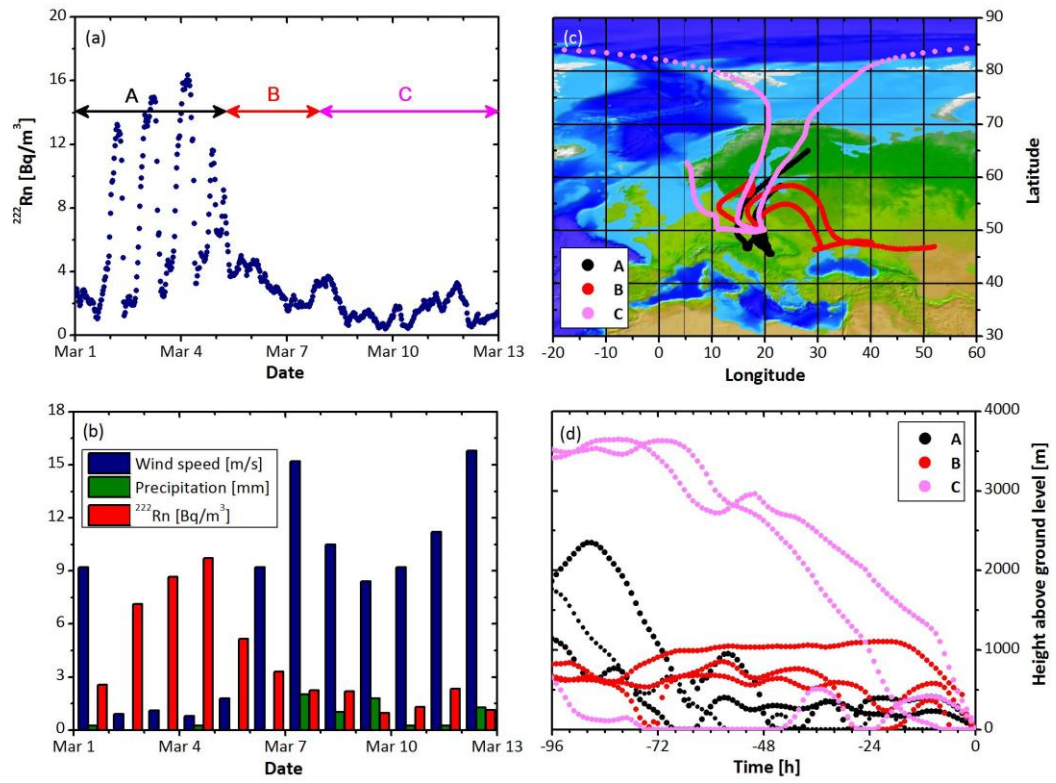 (a)
A
B
C
20
16
12
8
4
0
²²²Rn [Bq/m³]
Mar 1
Mar 4
Mar 7
Mar 10
Mar 13
Date
(c)
A
B
C
90
80
70
60
50
40
30
Latitude
-20
-10
0
10
20
30
40
50
60
Longitude
(b)
Wind speed [m/s]
Precipitation [mm]
²²²Rn [Bq/m³]
18
15
12
9
6
3
0
Mar 1
Mar 4
Mar 7
Mar 10
Mar 13
Date
(d)
A
B
C
4000
3000
2000
1000
0
Height above ground level [m]
-96
-72
-48
-24
0
Time [h]